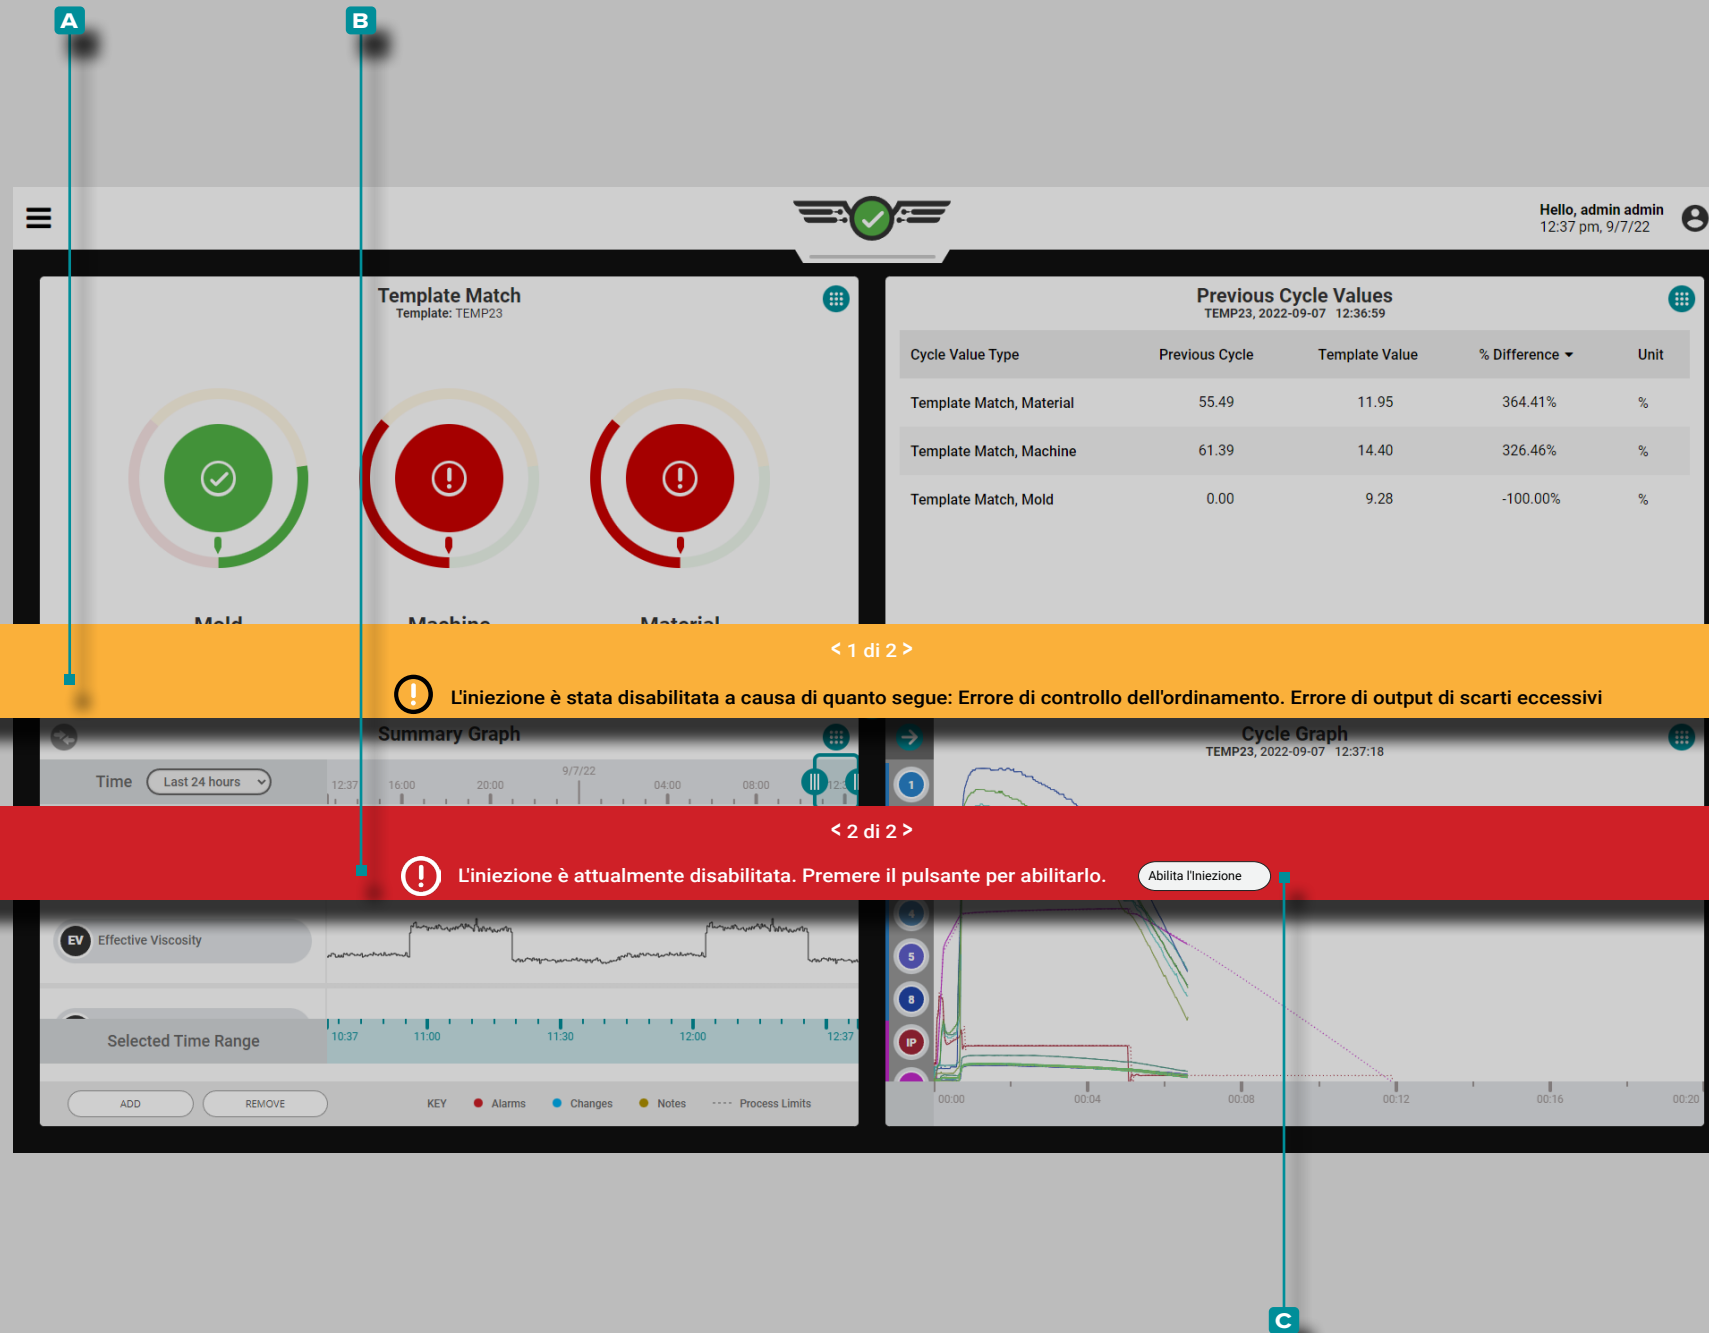 A
B
Hello, admin admin
12:37 pm, 9/7/22
Template Match
Template: TEMP23
Mold
Machine
Material
Previous Cycle Values
TEMP23, 2022-09-07 12:36:59
Cycle Value Type Previous Cycle Template Value % Difference Unit
Template Match, Material 55.49 11.95 364.41% %
Template Match, Machine 61.39 14.40 326.46% %
Template Match, Mold 0.00 9.28 -100.00% %
< 1 di 2 >
L'iniezione è stata disabilitata a causa di quanto segue: Errore di controllo dell'ordinamento. Errore di output di scarti eccessivi
Summary Graph
Time Last 24 hours
9/7/22
12:37 16:00 20:00 04:00 08:00
Cycle Graph
TEMP23, 2022-09-07 12:37:18
1
< 2 di 2 >
L'iniezione è attualmente disabilitata. Premere il pulsante per abilitarlo. Abilita l'Iniezione
EV Effective Viscosity
Selected Time Range
10:37 11:00 11:30 12:00 12:37
ADD REMOVE KEY Alarms Changes Notes Process Limits
4
5
8
IP
00:00 00:04 00:08 00:12 00:16 00:20
C